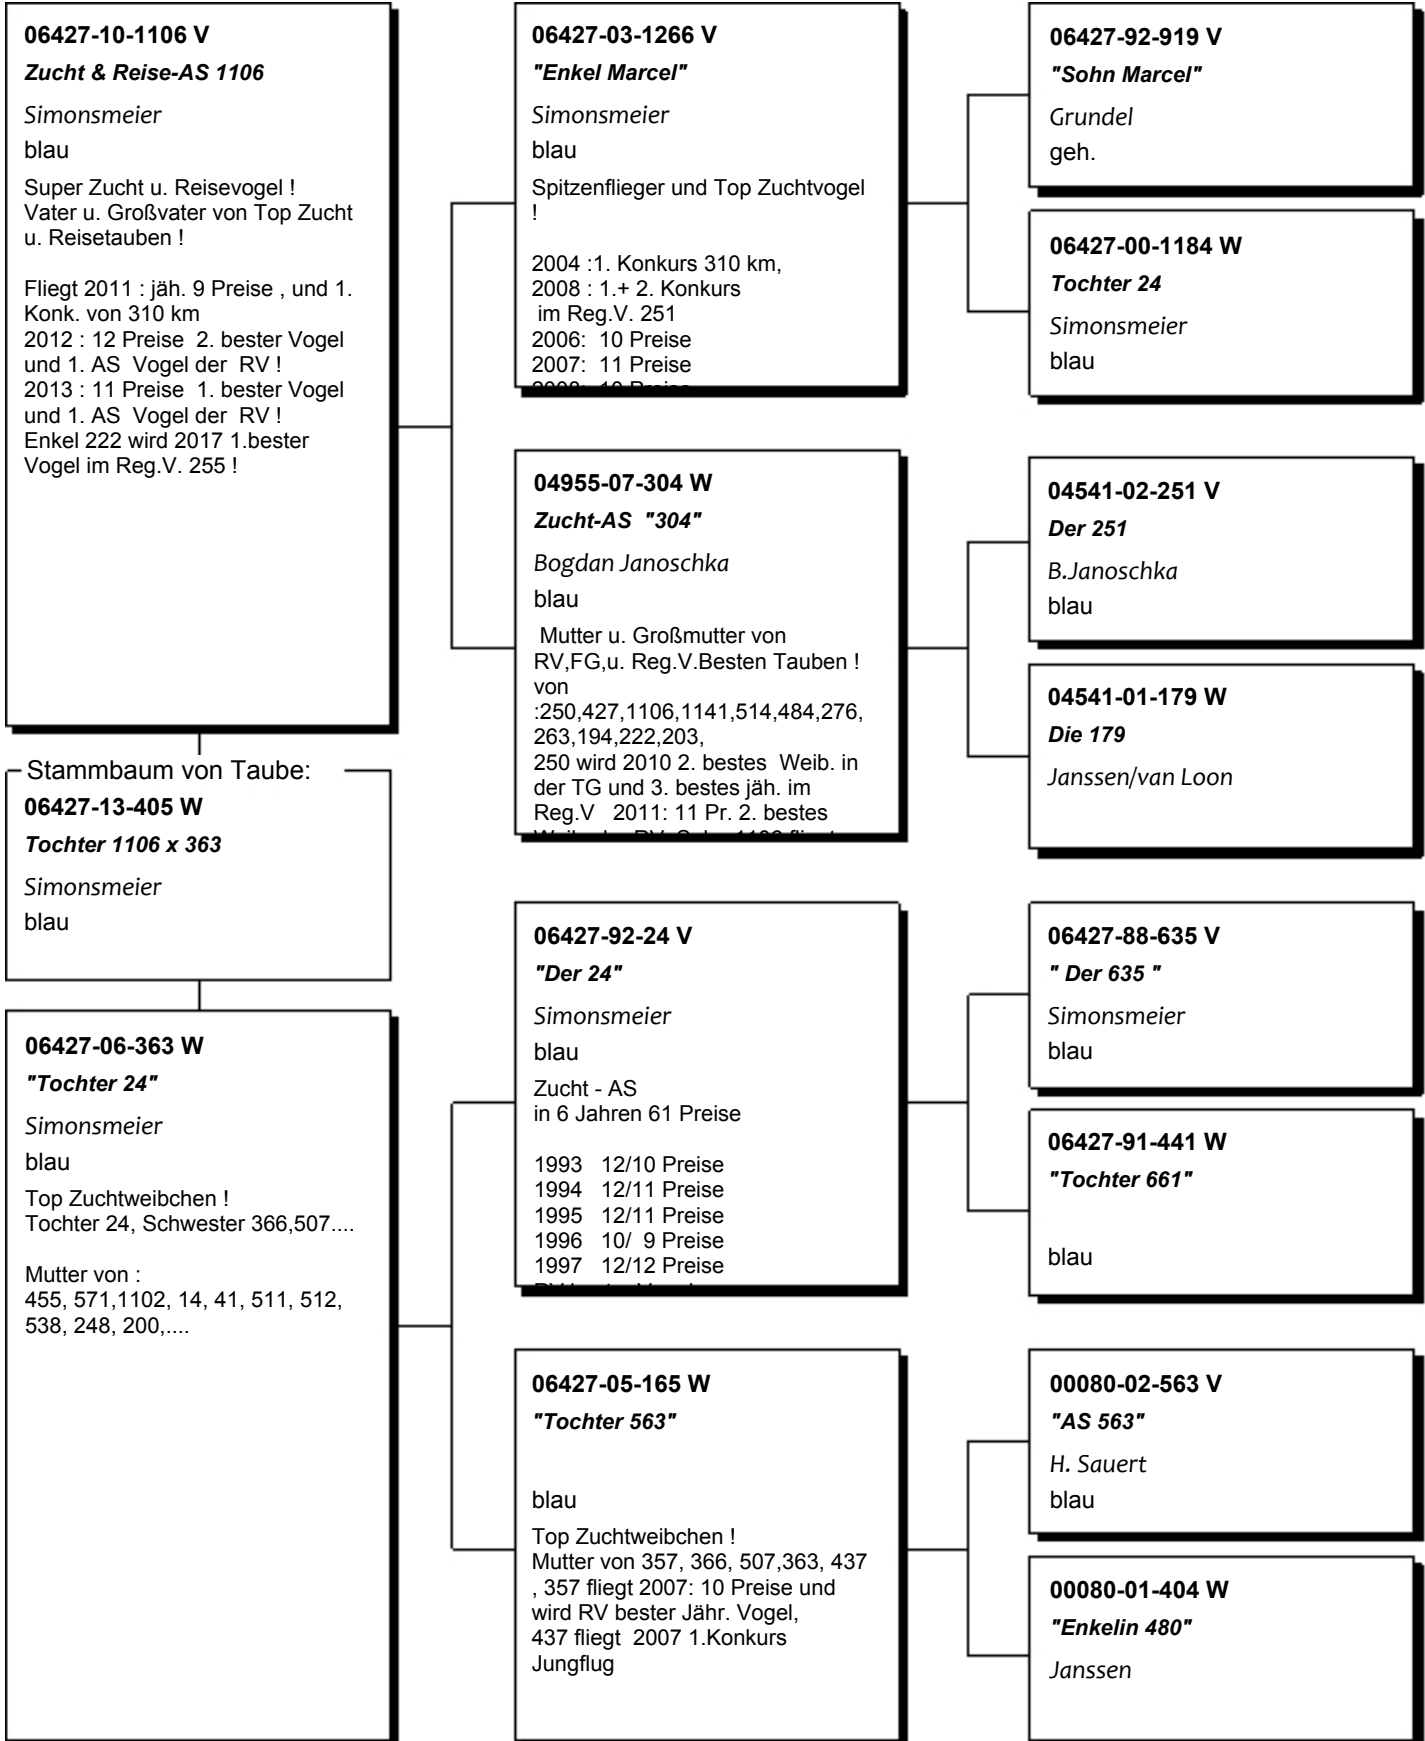 06427-10-1106 V
Zucht & Reise-AS 1106
Simonsmeier
blau
Super Zucht u. Reisevogel !
Vater u. Großvater von Top Zucht
u. Reisetauben !
Fliegt 2011 : jäh. 9 Preise , und 1.
Konk. von 310 km
2012 : 12 Preise 2. bester Vogel
und 1. AS Vogel der RV !
2013 : 11 Preise 1. bester Vogel
und 1. AS Vogel der RV !
Enkel 222 wird 2017 1.bester
Vogel im Reg.V. 255 !
Stammbaum von Taube:
06427-13-405 W
Tochter 1106 x 363
Simonsmeier
blau
06427-06-363 W
"Tochter 24"
Simonsmeier
blau
Top Zuchtweibchen !
Tochter 24, Schwester 366,507....
Mutter von :
455, 571,1102, 14, 41, 511, 512,
538, 248, 200,....
06427-03-1266 V
"Enkel Marcel"
Simonsmeier
blau
Spitzenflieger und Top Zuchtvogel
!
2004 :1. Konkurs 310 km,
2008 : 1.+ 2. Konkurs
im Reg.V. 251
2006: 10 Preise
2007: 11 Preise
2008: 10 Preise
04955-07-304 W
Zucht-AS "304"
Bogdan Janoschka
blau
Mutter u. Großmutter von
RV,FG,u. Reg.V.Besten Tauben !
von
:250,427,1106,1141,514,484,276,
263,194,222,203,
250 wird 2010 2. bestes Weib. in
der TG und 3. bestes jäh. im
Reg.V 2011: 11 Pr. 2. bestes
06427-92-24 V
"Der 24"
Simonsmeier
blau
Zucht - AS
in 6 Jahren 61 Preise
1993 12/10 Preise
1994 12/11 Preise
1995 12/11 Preise
1996 10/ 9 Preise
1997 12/12 Preise
06427-05-165 W
"Tochter 563"
blau
Top Zuchtweibchen !
Mutter von 357, 366, 507,363, 437
, 357 fliegt 2007: 10 Preise und
wird RV bester Jähr. Vogel,
437 fliegt 2007 1.Konkurs
Jungflug
06427-92-919 V
"Sohn Marcel"
Grundel
geh.
06427-00-1184 W
Tochter 24
Simonsmeier
blau
04541-02-251 V
Der 251
B.Janoschka
blau
04541-01-179 W
Die 179
Janssen/van Loon
06427-88-635 V
" Der 635 "
Simonsmeier
blau
06427-91-441 W
"Tochter 661"
blau
00080-02-563 V
"AS 563"
H. Sauert
blau
00080-01-404 W
"Enkelin 480"
Janssen